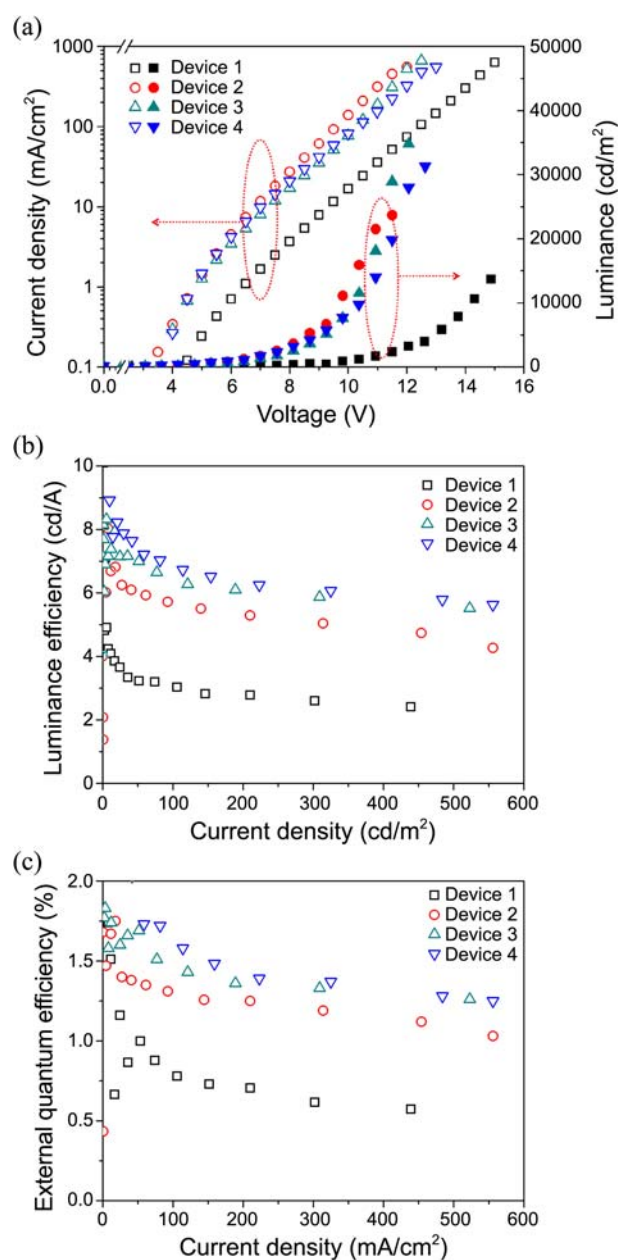 (a)
1000
100
10
1
0.1
Current density (mA/cm²)
Device 1
Device 2
Device 3
Device 4
50000
40000
30000
20000
10000
0
Luminance (cd/m²)
0.0 4 6 8 10 12 14 16
Voltage (V)
(b)
10
8
6
4
2
0
Luminance efficiency (cd/A)
Device 1
Device 2
Device 3
Device 4
0 100 200 300 400 500 600
Current density (cd/m²)
(c)
2.0
1.5
1.0
0.5
0.0
External quantum efficiency (%)
Device 1
Device 2
Device 3
Device 4
0 100 200 300 400 500 600
Current density (mA/cm²)